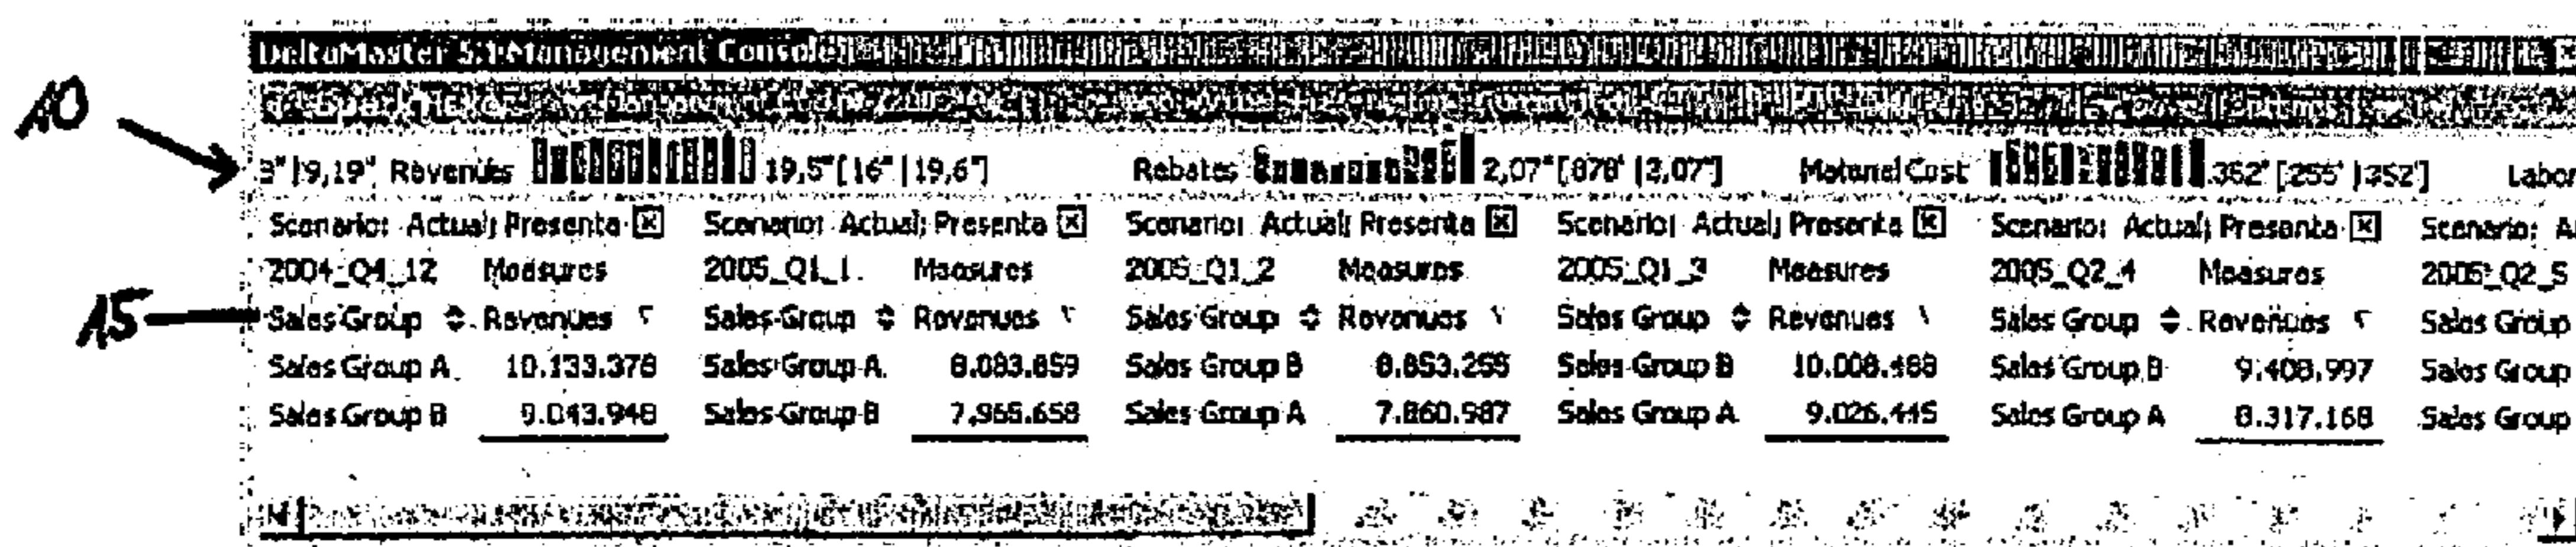 DeltaMaster 5: Management Console
10
3" |9,19" Revenues 19,5"[16" |19,6"] Rebates 2,07"[878' |2,07"] Material Cost 352' [255' |352'] Labor
Scenario: Actual; Presenta Scenario: Actual; Presenta Scenario: Actual; Presenta Scenario: Actual; Presenta Scenario: Actual; Presenta Scenario:
2004_Q4_12 Measures 2005_Q1_1 Measures 2005_Q1_2 Measures 2005_Q1_3 Measures 2005_Q2_4 Measures 2005_Q2_5
15 Sales Group Revenues Sales Group Revenues Sales Group Revenues Sales Group Revenues Sales Group Revenues Sales Group
Sales Group A 10.133.378 Sales Group A 8.083.859 Sales Group B 8.853.255 Sales Group B 10.008.488 Sales Group B 9.408.997 Sales Group
Sales Group B 9.043.948 Sales Group B 7.965.658 Sales Group A 7.860.987 Sales Group A 9.026.445 Sales Group A 8.317.168 Sales Group